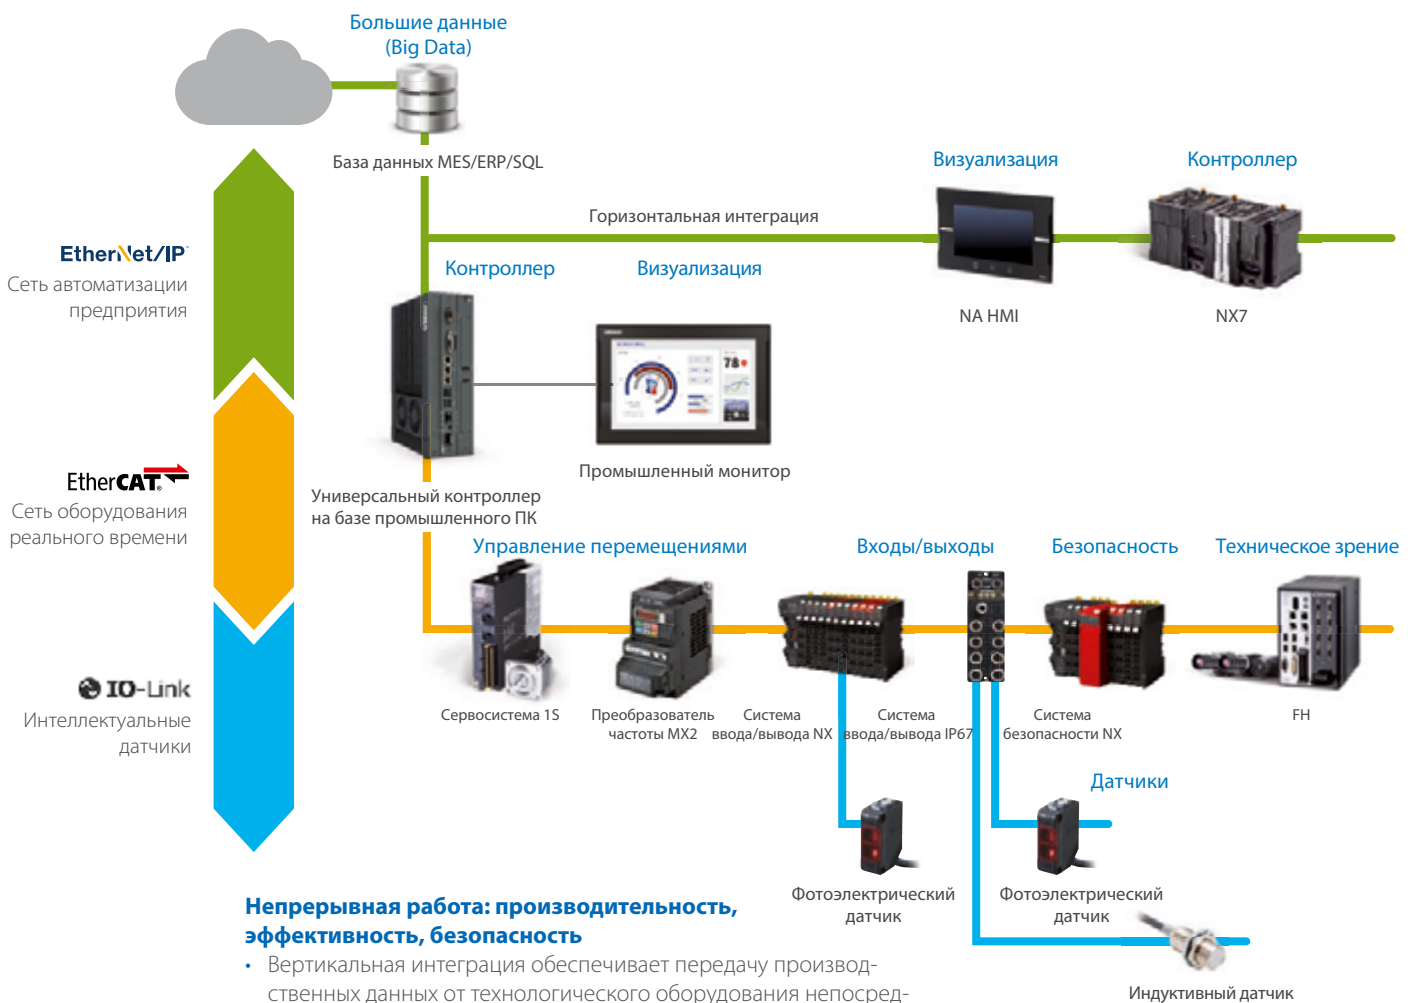 Большие данные
(Big Data)
База данных MES/ERP/SQL
Визуализация
Контроллер
Горизонтальная интеграция
EtherNet/IP
Сеть автоматизации
предприятия
Контроллер
Визуализация
NA HMI
NX7
78
Промышленный монитор
EtherCAT®
Сеть оборудования
реального времени
Универсальный контроллер
на базе промышленного ПК
Управление перемещениями
Входы/выходы
Безопасность
Техническое зрение
IO-Link
Интеллектуальные
датчики
Сервосистема 1S
Преобразователь
частоты MX2
Система
ввода/вывода NX
Система
ввода/вывода IP67
Система
безопасности NX
FH
Датчики
Фотоэлектрический
датчик
Фотоэлектрический
датчик
Индуктивный датчик
Непрерывная работа: производительность,
эффективность, безопасность
• Вертикальная интеграция обеспечивает передачу производ-
ственных данных от технологического оборудования непосред-